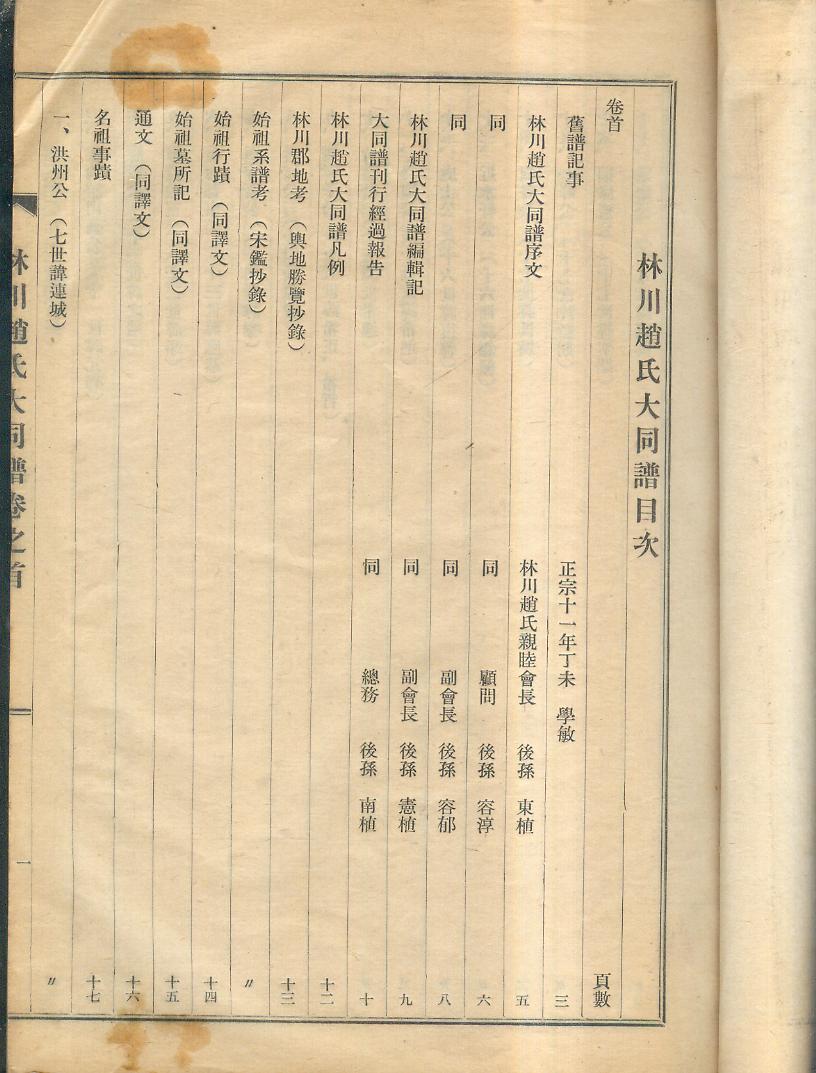 林川趙氏大同譜目次
卷首 頁數
舊譜記事 正宗十一年丁未 學敏 三
林川趙氏大同譜序文 林川趙氏親睦會長 後孫 東植 五
同 同 顧問 後孫 容淳 六
同 同 副會長 後孫 容郁 八
林川趙氏大同譜編輯記 同 副會長 後孫 憲植 九
大同譜刊行經過報告 同 總務 後孫 南植 十
林川趙氏大同譜凡例 十二
林川郡地考（輿地勝覽抄錄） 十三
始祖系譜考（宋鑑抄錄） 〃
始祖行蹟（同譯文） 十四
始祖墓所記（同譯文） 十五
通文（同譯文） 十六
名祖事蹟 十七
一、洪州公（七世諱連城） 〃
林川趙氏大同譜卷之首 一